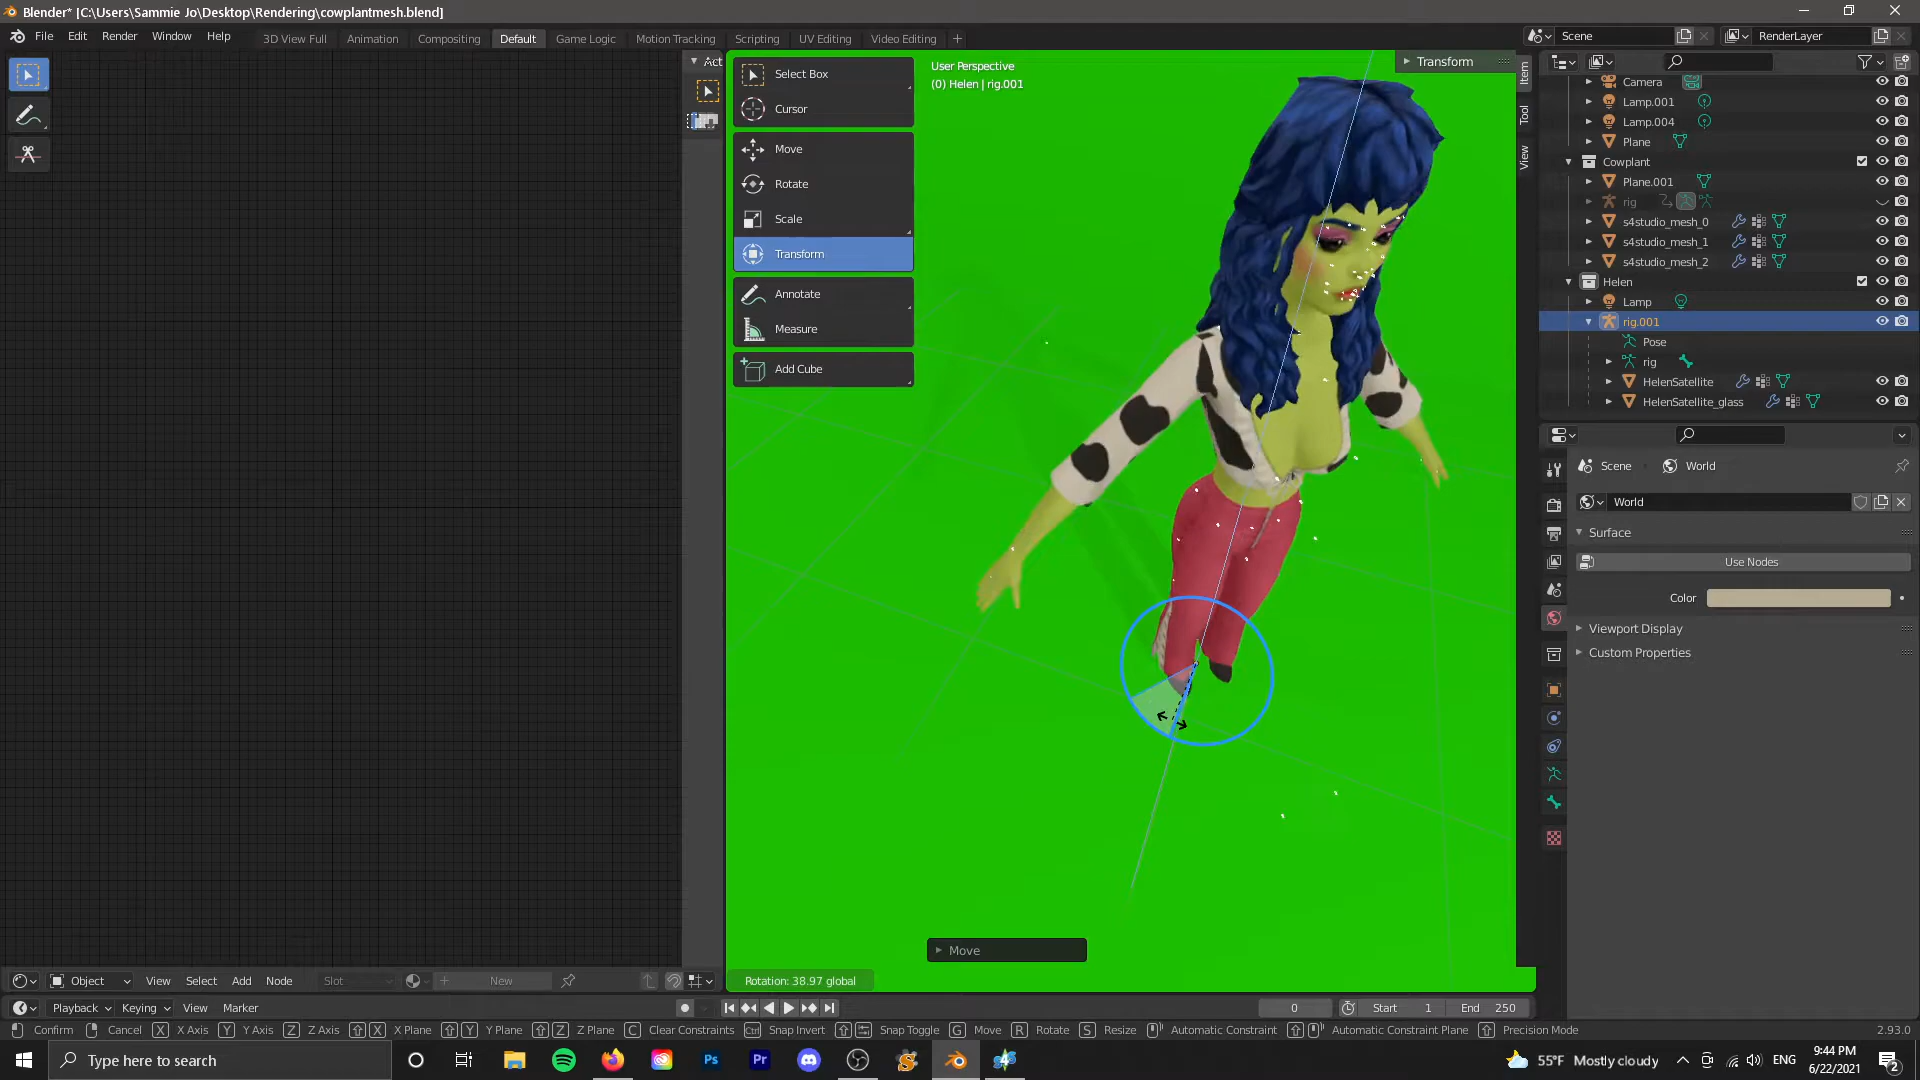 Blender* [C:\Users\Sammie Jo\Desktop\Rendering\cowplantmesh.blend]
File Edit Render Window Help
3D View Full Animation Compositing Default Game Logic Motion Tracking Scripting UV Editing Video Editing +
Scene
RenderLayer
Act
Select Box
Cursor
Move
Rotate
Scale
Transform
Annotate
Measure
Add Cube
User Perspective
(0) Helen | rig.001
Transform
Item
Tool
View
Camera
Lamp.001
Lamp.004
Plane
Cowplant
Plane.001
rig
s4studio_mesh_0
s4studio_mesh_1
s4studio_mesh_2
Helen
Lamp
rig.001
Pose
rig
HelenSatellite
HelenSatellite_glass
Scene World
World
Surface
Use Nodes
Color
Viewport Display
Custom Properties
Move
Object View Select Add Node Slot New
Rotation: 38.97 global
Playback Keying View Marker
0 Start 1 End 250
Confirm Cancel X X Axis Y Y Axis Z Z Axis X X Plane Y Y Plane Z Z Plane C Clear Constraints Ctrl Snap Invert Snap Toggle G Move R Rotate S Resize Automatic Constraint Automatic Constraint Plane Precision Mode 2.93.0
Type here to search
Ps
Pr
4
55°F Mostly cloudy
ENG
9:44 PM
6/22/2021
2